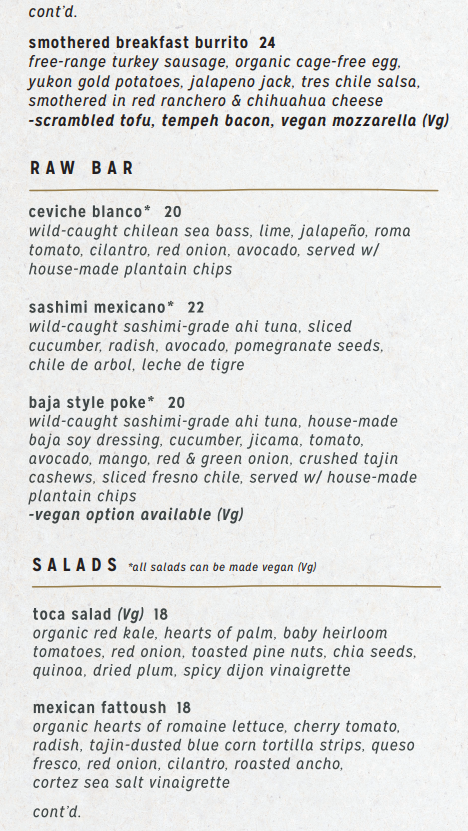 cont'd.
smothered breakfast burrito 24
free-range turkey sausage, organic cage-free egg,
yukon gold potatoes, jalapeno jack, tres chile salsa,
smothered in red ranchero & chihuahua cheese
-scrambled tofu, tempeh bacon, vegan mozzarella (Vg)
RAW BAR
ceviche blanco* 20
wild-caught chilean sea bass, lime, jalapeño, roma
tomato, cilantro, red onion, avocado, served w/
house-made plantain chips
sashimi mexicano* 22
wild-caught sashimi-grade ahi tuna, sliced
cucumber, radish, avocado, pomegranate seeds,
chile de arbol, leche de tigre
baja style poke* 20
wild-caught sashimi-grade ahi tuna, house-made
baja soy dressing, cucumber, jicama, tomato,
avocado, mango, red & green onion, crushed tajin
cashews, sliced fresno chile, served w/ house-made
plantain chips
-vegan option available (Vg)
SALADS *all salads can be made vegan (Vg)
toca salad (Vg) 18
organic red kale, hearts of palm, baby heirloom
tomatoes, red onion, toasted pine nuts, chia seeds,
quinoa, dried plum, spicy dijon vinaigrette
mexican fattoush 18
organic hearts of romaine lettuce, cherry tomato,
radish, tajin-dusted blue corn tortilla strips, queso
fresco, red onion, cilantro, roasted ancho,
cortez sea salt vinaigrette
cont'd.